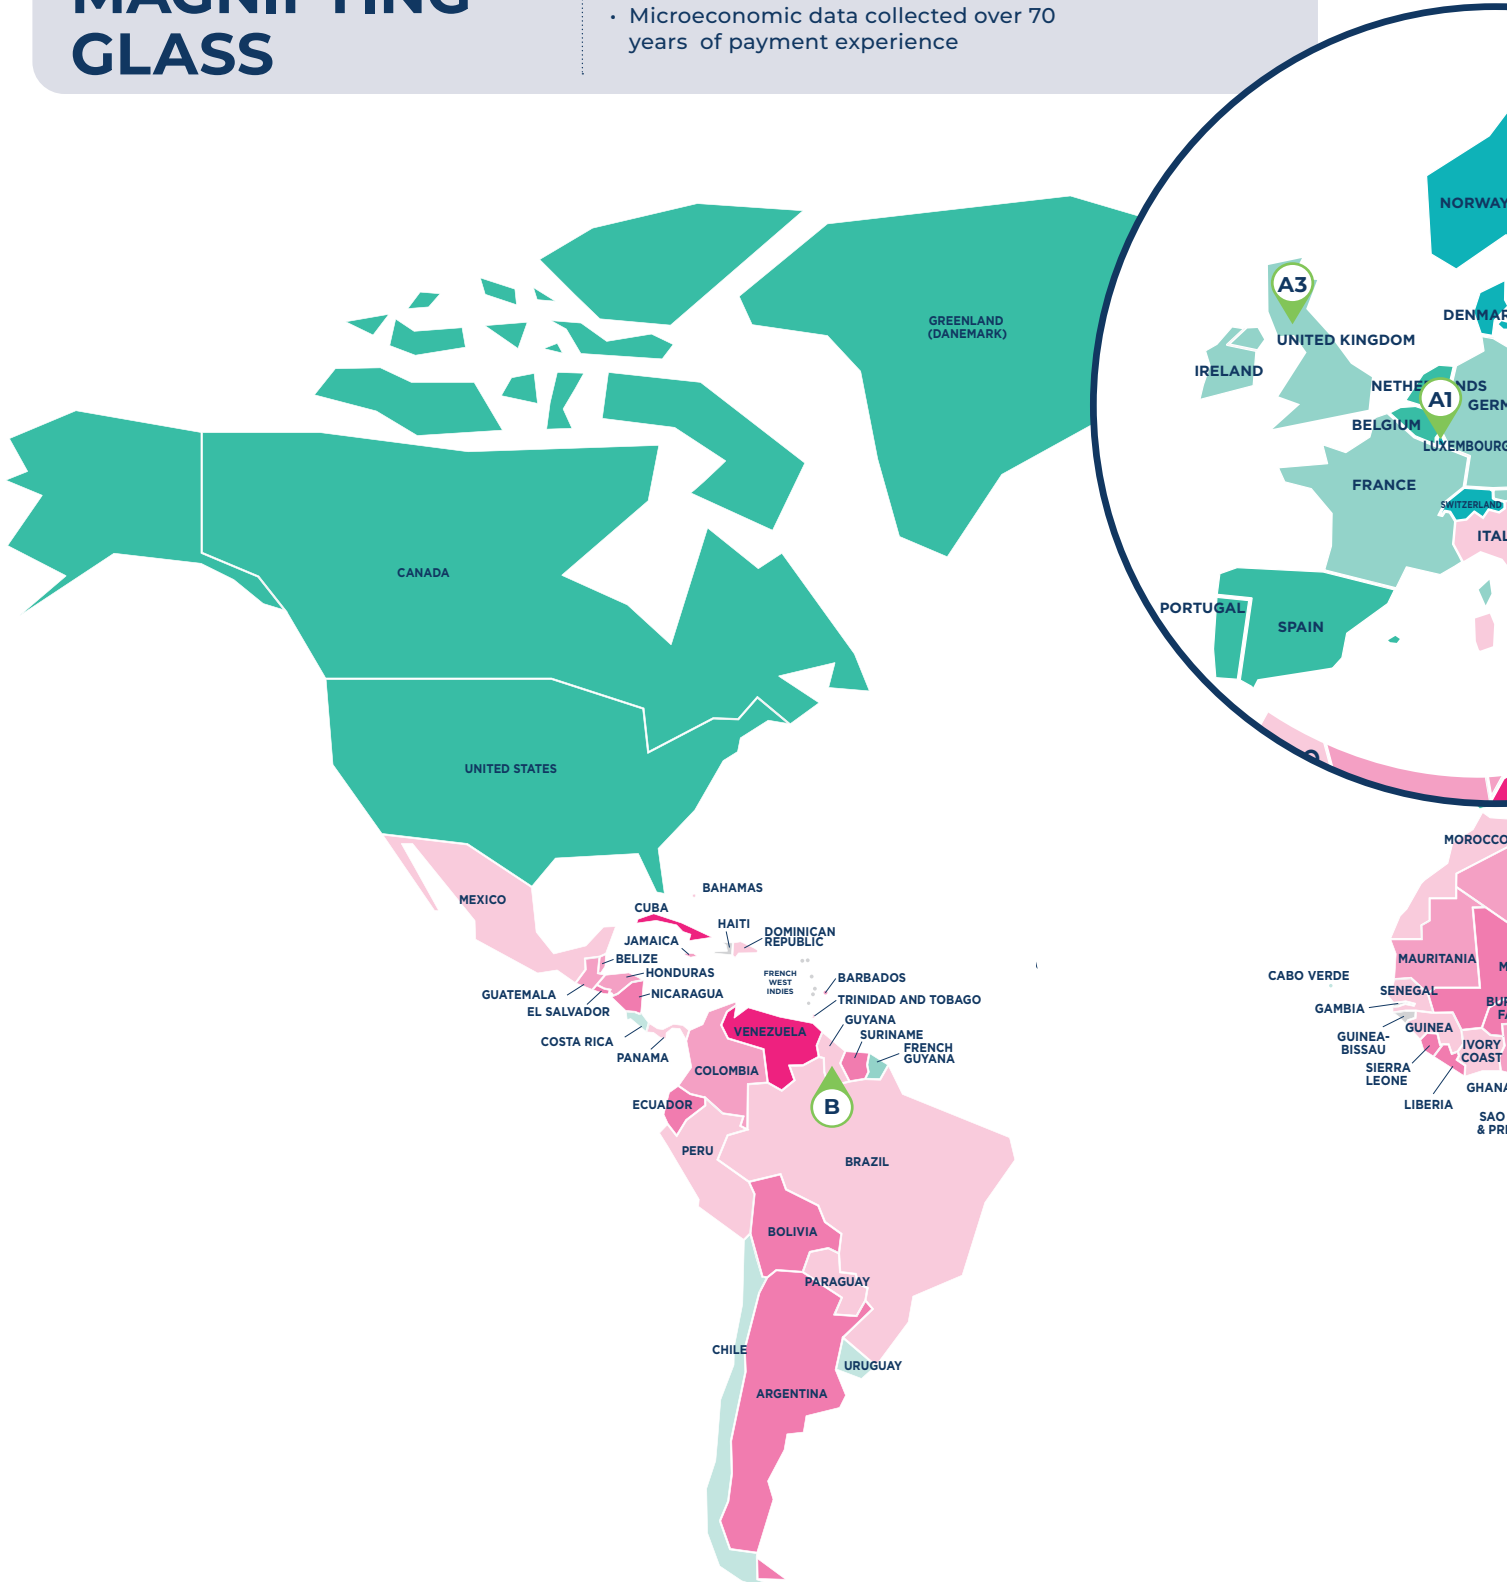 GLASS
• Microeconomic data collected over 70
years of payment experience
NORWAY
A3
DENMAR
UNITED KINGDOM
IRELAND
A1
GERM
BELGIUM
LUXEMBOURG
FRANCE
SWITZERLAND
ITAL
PORTUGAL
SPAIN
GREENLAND
(DANEMARK)
CANADA
UNITED STATES
MEXICO
BAHAMAS
CUBA
HAITI
DOMINICAN
REPUBLIC
JAMAICA
BELIZE
HONDURAS
FRENCH
WEST
INDIES
BARBADOS
GUATEMALA
NICARAGUA
TRINIDAD AND TOBAGO
EL SALVADOR
GUYANA
VENEZUELA
SURINAME
COSTA RICA
FRENCH
GUYANA
PANAMA
COLOMBIA
ECUADOR
B
PERU
BRAZIL
BOLIVIA
PARAGUAY
CHILE
URUGUAY
ARGENTINA
MOROCCO
MAURITANIA
M
CABO VERDE
SENEGAL
GAMBIA
BUR
FA
GUINEA
GUINEA-
BISSAU
IVORY
COAST
SIERRA
LEONE
GHANA
LIBERIA
SAO
& PRI